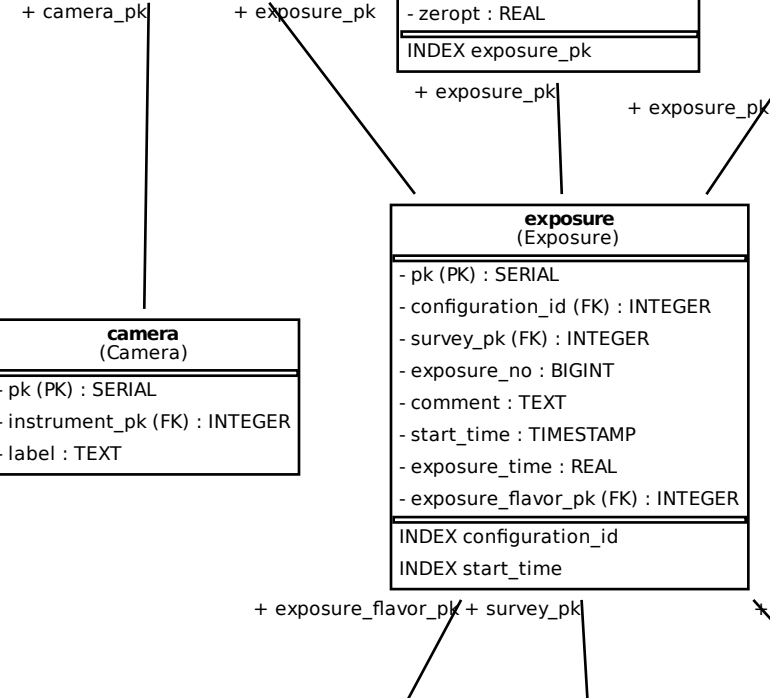 + camera_pk
+ exposure_pk
- zeropt : REAL
INDEX exposure_pk
+ exposure_pk
+ exposure_pk
exposure
(Exposure)
- pk (PK) : SERIAL
- configuration_id (FK) : INTEGER
- survey_pk (FK) : INTEGER
- exposure_no : BIGINT
- comment : TEXT
- start_time : TIMESTAMP
- exposure_time : REAL
- exposure_flavor_pk (FK) : INTEGER
INDEX configuration_id
INDEX start_time
camera
(Camera)
- pk (PK) : SERIAL
- instrument_pk (FK) : INTEGER
- label : TEXT
+ exposure_flavor_pk
+ survey_pk
+